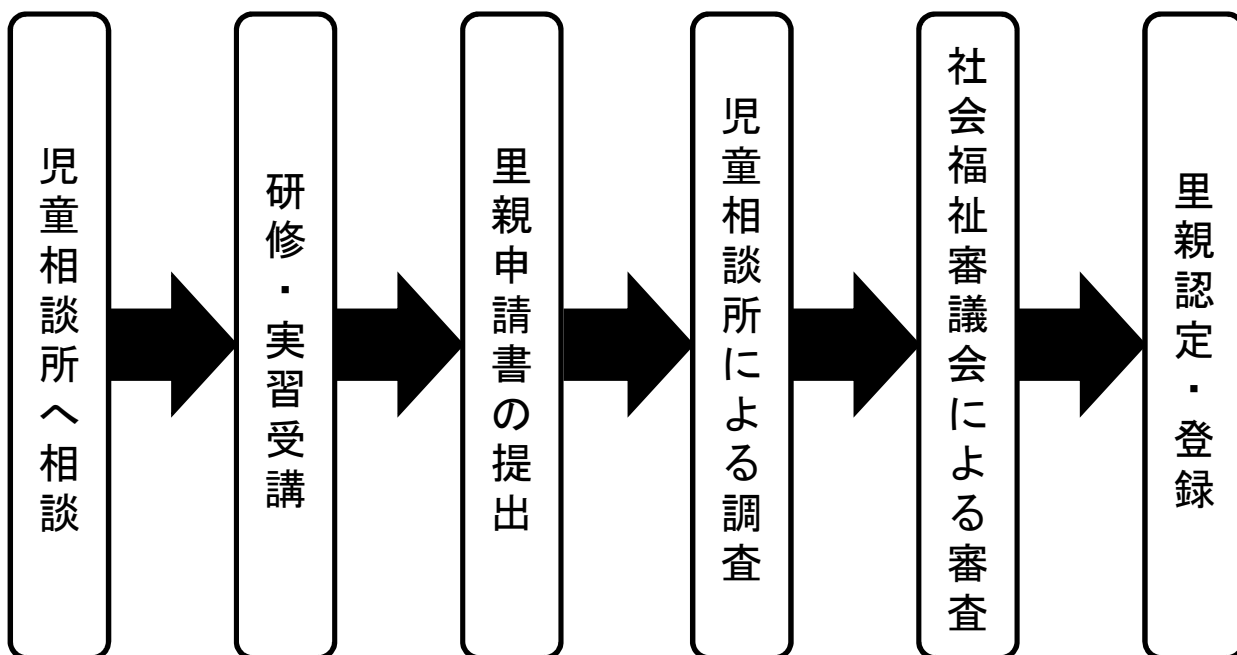 児童相談所へ相談
研修・実習受講
里親申請書の提出
児童相談所による調査
社会福祉審議会による審査
里親認定・登録